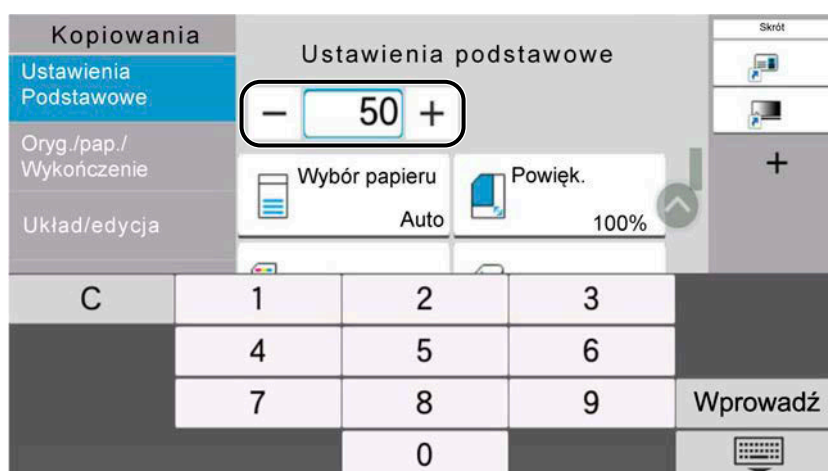 Kopiowania
Ustawienia podstawowe
Skrót
Ustawienia
Podstawowe
− 50 +
Oryg./pap./
Wykończenie
+
Wybór papieru
Auto
Powięk.
100%
Układ/edycja
C 1 2 3
4 5 6
7 8 9 Wprowadź
0